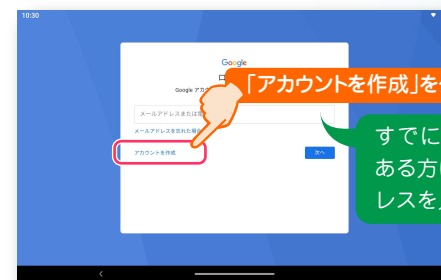 10:30
Google
Google アカ
「アカウントを作成」を
メールアドレスまたは電
メールアドレスを忘れた場合
アカウントを作成
次へ
すでに
ある方は
レスを